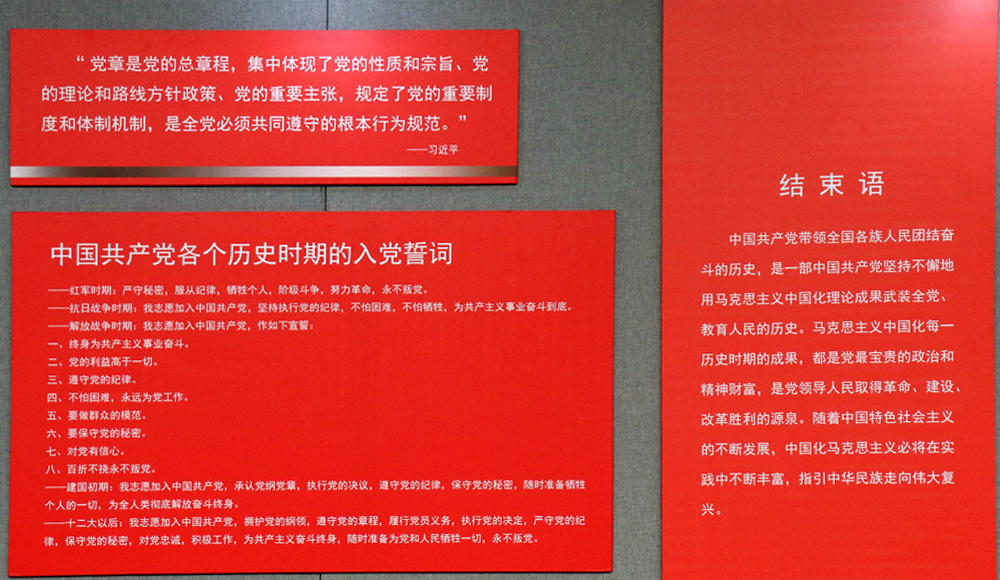 “党章是党的总章程，集中体现了党的性质和宗旨、党
的理论和路线方针政策、党的重要主张，规定了党的重要制
度和体制机制，是全党必须共同遵守的根本行为规范。”
——习近平
中国共产党各个历史时期的入党誓词
——红军时期：严守秘密，服从纪律，牺牲个人，阶级斗争，努力革命，永不叛党。
——抗日战争时期：我志愿加入中国共产党，坚持执行党的纪律，不怕困难，不怕牺牲，为共产主义事业奋斗到底。
——解放战争时期：我志愿加入中国共产党，作如下宣誓：
一、终身为共产主义事业奋斗。
二、党的利益高于一切。
三、遵守党的纪律。
四、不怕困难，永远为党工作。
五、要做群众的模范。
六、要保守党的秘密。
七、对党有信心。
八、百折不挠永不叛党。
——建国初期：我志愿加入中国共产党，承认党纲党章，执行党的决议，遵守党的纪律，保守党的秘密，随时准备牺牲
个人的一切，为全人类彻底解放奋斗终身。
——十二大以后：我志愿加入中国共产党，拥护党的纲领，遵守党的章程，履行党员义务，执行党的决定，严守党的纪
律，保守党的秘密，对党忠诚，积极工作，为共产主义奋斗终身，随时准备为党和人民牺牲一切，永不叛党。
结束语
中国共产党带领全国各族人民团结奋
斗的历史，是一部中国共产党坚持不懈地
用马克思主义中国化理论成果武装全党、
教育人民的历史。马克思主义中国化每一
历史时期的成果，都是党最宝贵的政治和
精神财富，是党领导人民取得革命、建设、
改革胜利的源泉。随着中国特色社会主义
的不断发展，中国化马克思主义必将在实
践中不断丰富，指引中华民族走向伟大复
兴。